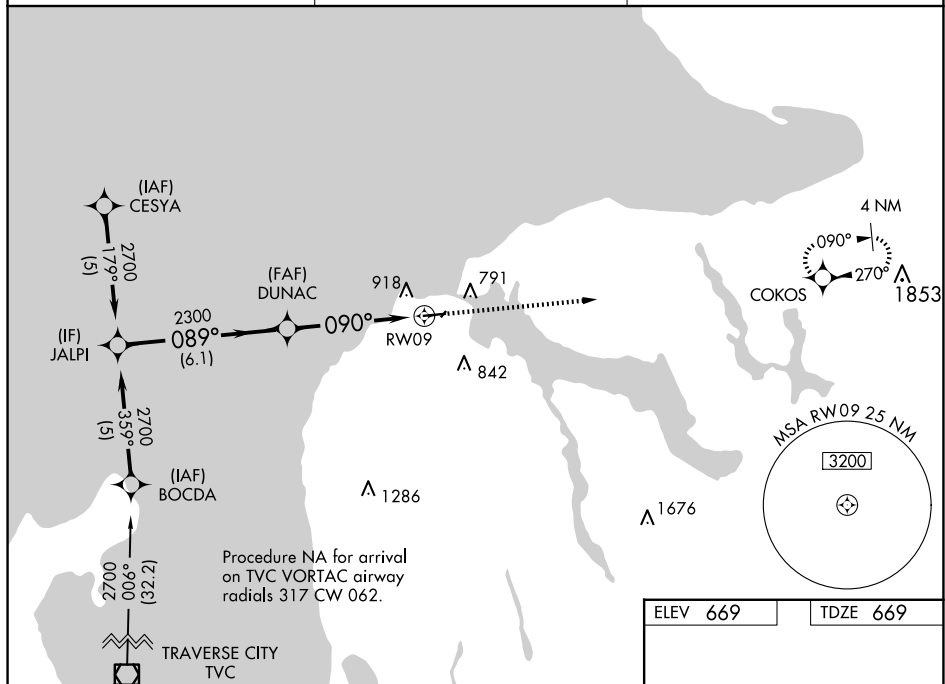 (IAF)
CESYA
2700
179°
(5)
(IF)
JALPI
2300
089°
(6.1)
(FAF)
DUNAC
090°
918
791
RW09
842
4 NM
090°
270°
COKOS
1853
2700
359°
(5)
(IAF)
BOCDA
1286
1676
MSA RW09 25 NM
3200
2700
006°
(32.2)
Procedure NA for arrival
on TVC VORTAC airway
radials 317 CW 062.
TRAVERSE CITY
TVC
ELEV 669
TDZE 669